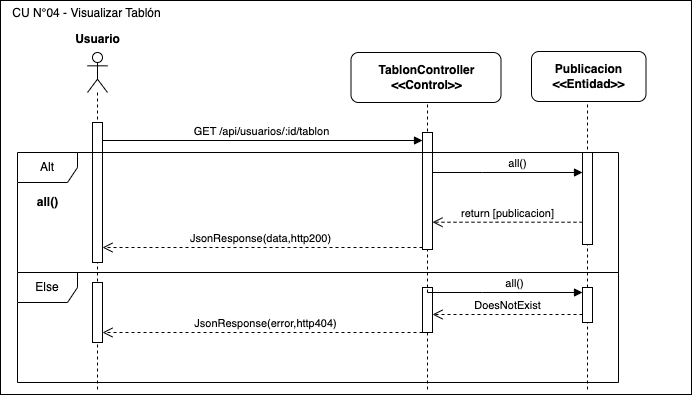 CU N°04 - Visualizar Tablón
Usuario
TablonController
<<Control>>
Publicacion
<<Entidad>>
GET /api/usuarios/:id/tablon
Alt
all()
all()
return [publicacion]
JsonResponse(data,http200)
Else
all()
DoesNotExist
JsonResponse(error,http404)